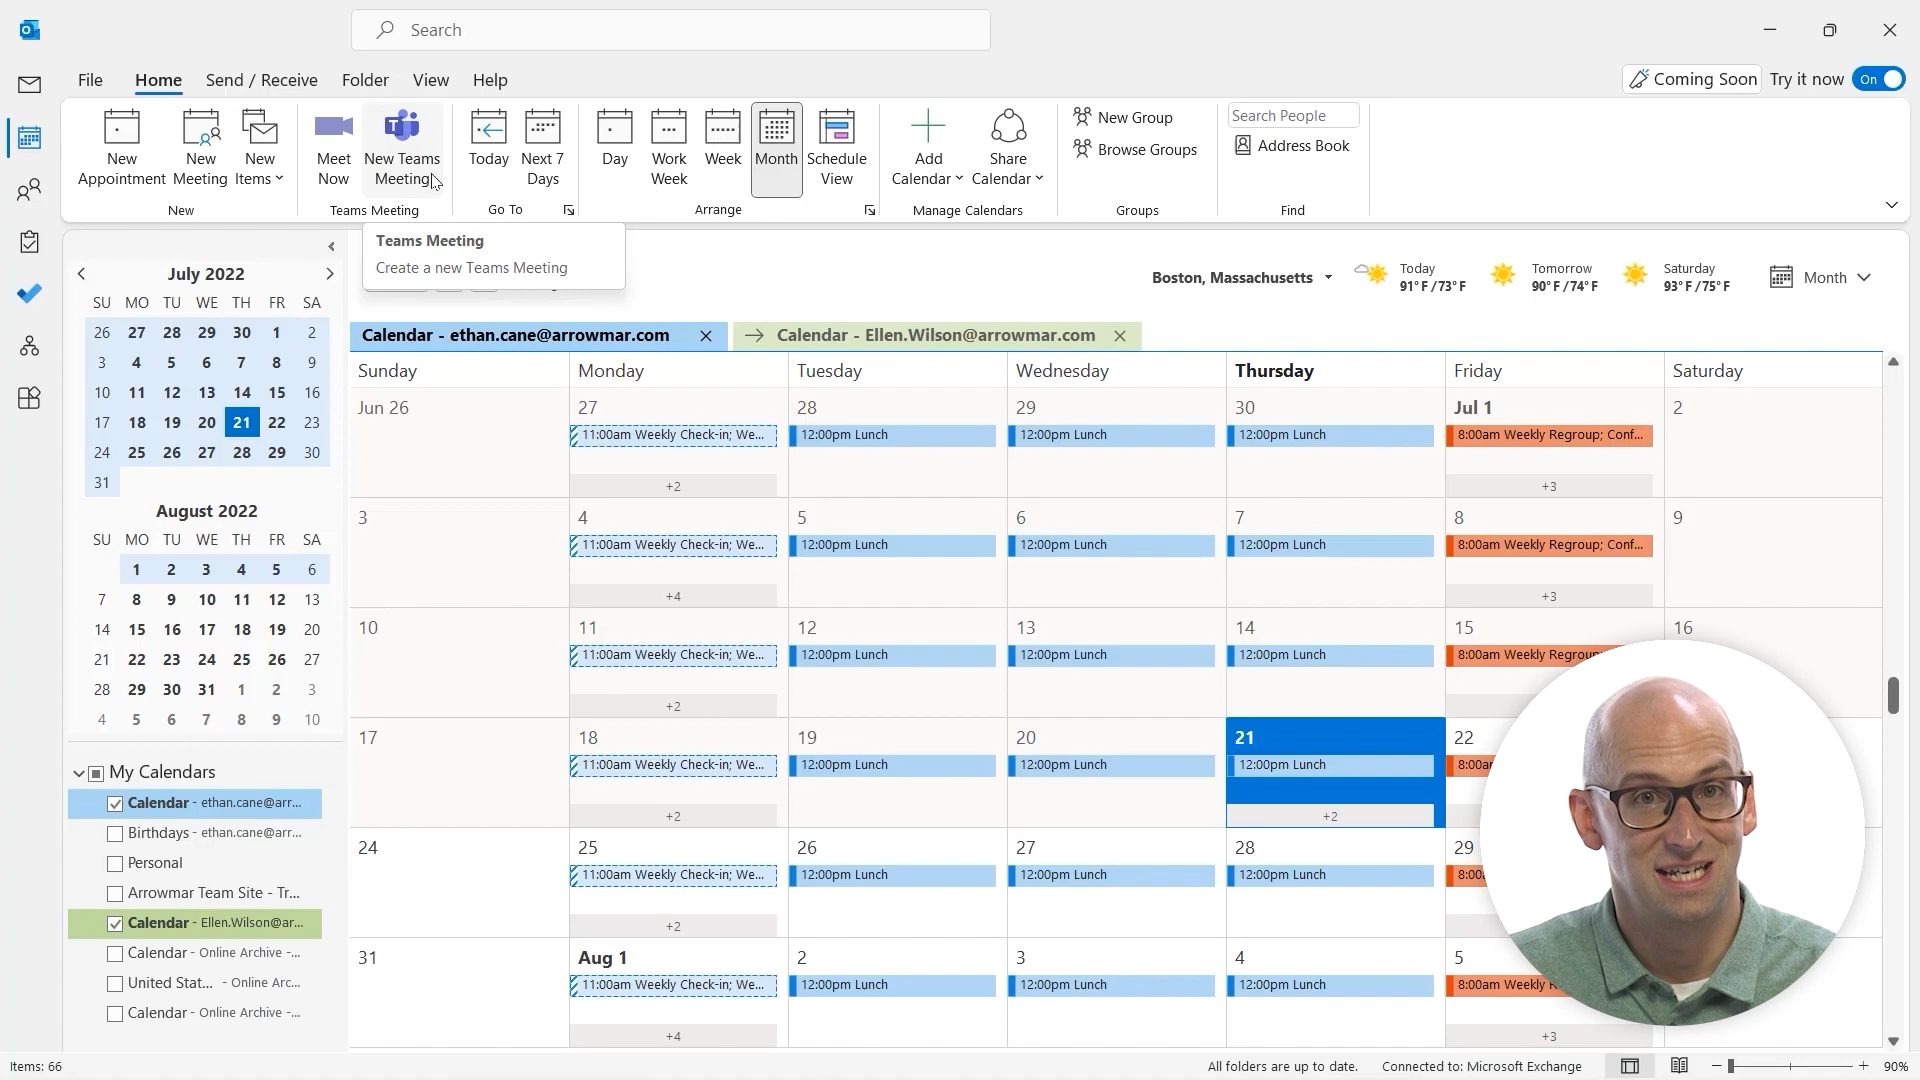 Search
File Home Send / Receive Folder View Help
Coming Soon Try it now On
New Appointment
New Meeting
New Items
New
Meet Now
New Teams Meeting
Teams Meeting
Today
Next 7 Days
Go To
Day
Work Week
Week
Month
Schedule View
Arrange
Add Calendar
Share Calendar
Manage Calendars
New Group
Browse Groups
Groups
Search People
Address Book
Find
Teams Meeting
Create a new Teams Meeting
Boston, Massachusetts
Today
91°F/73°F
Tomorrow
90°F/74°F
Saturday
93°F/75°F
Month
July 2022
SU MO TU WE TH FR SA
26 27 28 29 30 1 2
3 4 5 6 7 8 9
10 11 12 13 14 15 16
17 18 19 20 21 22 23
24 25 26 27 28 29 30
31
August 2022
SU MO TU WE TH FR SA
1 2 3 4 5 6
7 8 9 10 11 12 13
14 15 16 17 18 19 20
21 22 23 24 25 26 27
28 29 30 31 1 2 3
4 5 6 7 8 9 10
My Calendars
Calendar - ethan.cane@arr...
Birthdays - ethan.cane@arr...
Personal
Arrowmar Team Site - Tr...
Calendar - Ellen.Wilson@ar...
Calendar - Online Archive -...
United Stat... - Online Arc...
Calendar - Online Archive -...
Calendar - ethan.cane@arrowmar.com
Calendar - Ellen.Wilson@arrowmar.com
Sunday Monday Tuesday Wednesday Thursday Friday Saturday
Jun 26 27 28 29 30 Jul 1 2
11:00am Weekly Check-in; We... 12:00pm Lunch 12:00pm Lunch 12:00pm Lunch 8:00am Weekly Regroup; Conf...
+2 +3
3 4 5 6 7 8 9
11:00am Weekly Check-in; We... 12:00pm Lunch 12:00pm Lunch 12:00pm Lunch 8:00am Weekly Regroup; Conf...
+4 +3
10 11 12 13 14 15 16
11:00am Weekly Check-in; We... 12:00pm Lunch 12:00pm Lunch 12:00pm Lunch 8:00am Weekly Regroup
+2
17 18 19 20 21 22
11:00am Weekly Check-in; We... 12:00pm Lunch 12:00pm Lunch 12:00pm Lunch 8:00a
+2 +2
24 25 26 27 28 29
11:00am Weekly Check-in; We... 12:00pm Lunch 12:00pm Lunch 12:00pm Lunch 8:00
+2
31 Aug 1 2 3 4 5
11:00am Weekly Check-in; We... 12:00pm Lunch 12:00pm Lunch 12:00pm Lunch 8:00am Weekly
+4 +3
Items: 66
All folders are up to date. Connected to: Microsoft Exchange 90%